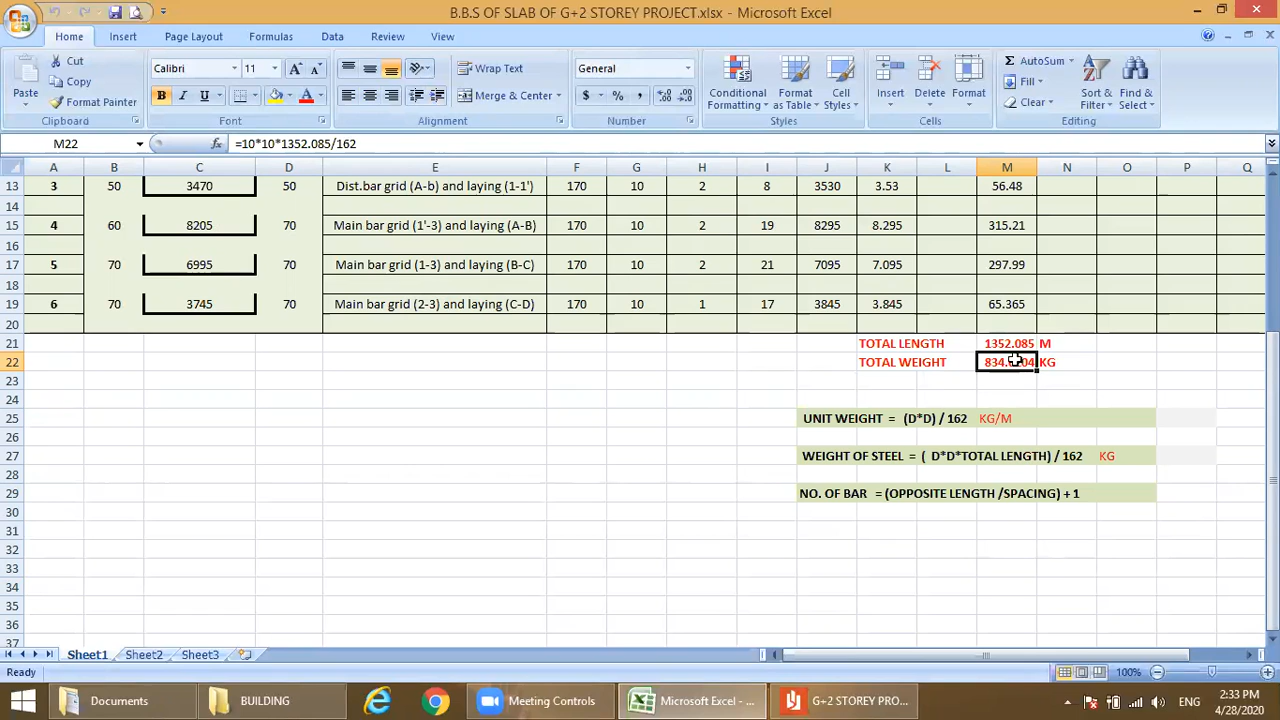 B.B.S OF SLAB OF G+2 STOREY PROJECT.xlsx - Microsoft Excel
Home Insert Page Layout Formulas Data Review View
Paste Cut Copy Format Painter Clipboard
Calibri 11 B I U Font
Wrap Text Merge & Center Alignment
General $ % , Number
Conditional Formatting Format as Table Cell Styles Styles
Insert Delete Format Cells
AutoSum Fill Clear Sort & Filter Find & Select Editing
M22 fx =10*10*1352.085/162
A B C D E F G H I J K L M N O P Q
13 3 50 3470 50 Dist.bar grid (A-b) and laying (1-1') 170 10 2 8 3530 3.53 56.48
14
15 4 60 8205 70 Main bar grid (1'-3) and laying (A-B) 170 10 2 19 8295 8.295 315.21
16
17 5 70 6995 70 Main bar grid (1-3) and laying (B-C) 170 10 2 21 7095 7.095 297.99
18
19 6 70 3745 70 Main bar grid (2-3) and laying (C-D) 170 10 1 17 3845 3.845 65.365
20
21 TOTAL LENGTH 1352.085 M
22 TOTAL WEIGHT KG
23
24
25 UNIT WEIGHT = (D*D) / 162 KG/M
26
27 WEIGHT OF STEEL = ( D*D*TOTAL LENGTH) / 162 KG
28
29 NO. OF BAR = (OPPOSITE LENGTH /SPACING) + 1
30
31
32
33
34
35
36
37
Sheet1 Sheet2 Sheet3
Ready 100%
Documents BUILDING Meeting Controls Microsoft Excel - ... G+2 STOREY PRO... ENG 2:33 PM
4/28/2020